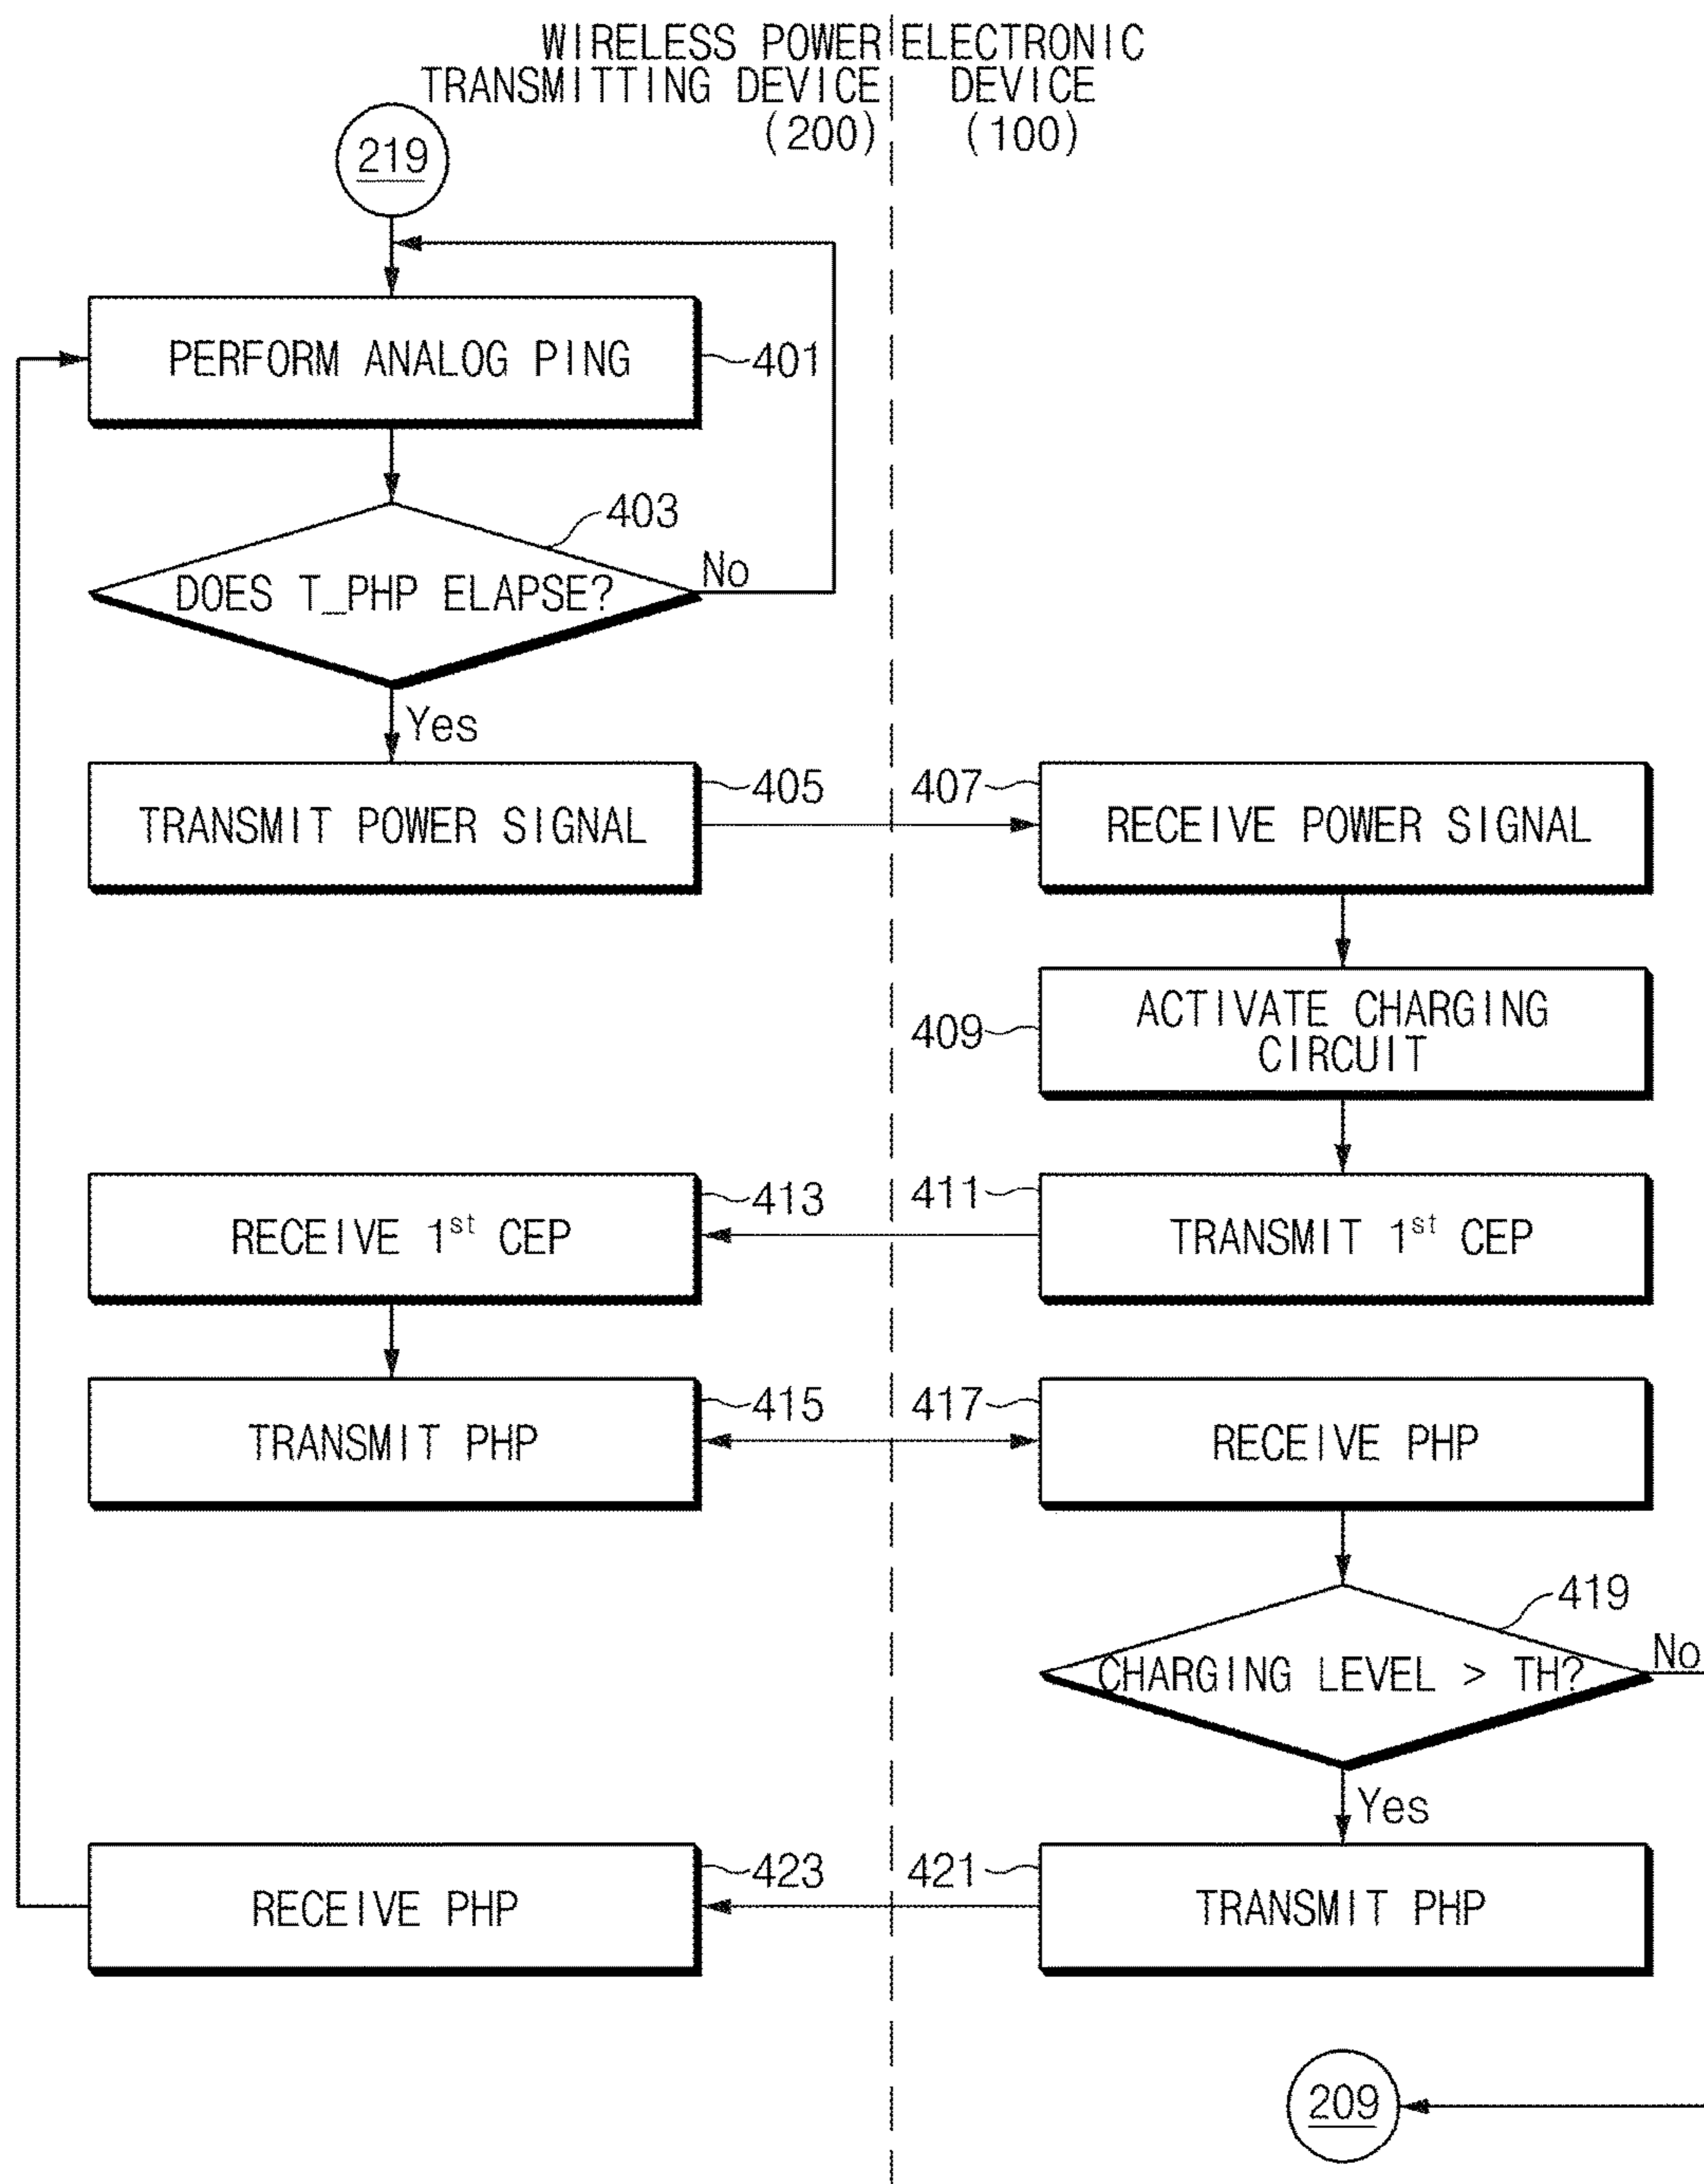 WIRELESS POWER
TRANSMITTING DEVICE
(200)
ELECTRONIC
DEVICE
(100)
219
PERFORM ANALOG PING
401
403
DOES T_PHP ELAPSE?
No
Yes
TRANSMIT POWER SIGNAL
405
407
RECEIVE POWER SIGNAL
409
ACTIVATE CHARGING
CIRCUIT
RECEIVE 1st CEP
413
411
TRANSMIT 1st CEP
TRANSMIT PHP
415
417
RECEIVE PHP
419
CHARGING LEVEL > TH?
No
Yes
RECEIVE PHP
423
421
TRANSMIT PHP
209